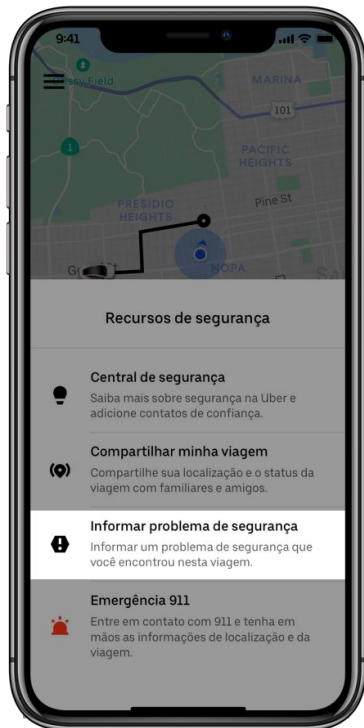 9:41
Crissy Field
MARINA
101
1
PACIFIC
HEIGHTS
PRESIDIO
HEIGHTS
Pine St
NOPA
Recursos de segurança
Central de segurança
Saiba mais sobre segurança na Uber e
adicione contatos de confiança.
Compartilhar minha viagem
Compartilhe sua localização e o status da
viagem com familiares e amigos.
Informar problema de segurança
Informar um problema de segurança que
você encontrou nesta viagem.
Emergência 911
Entre em contato com 911 e tenha em
mãos as informações de localização e da
viagem.